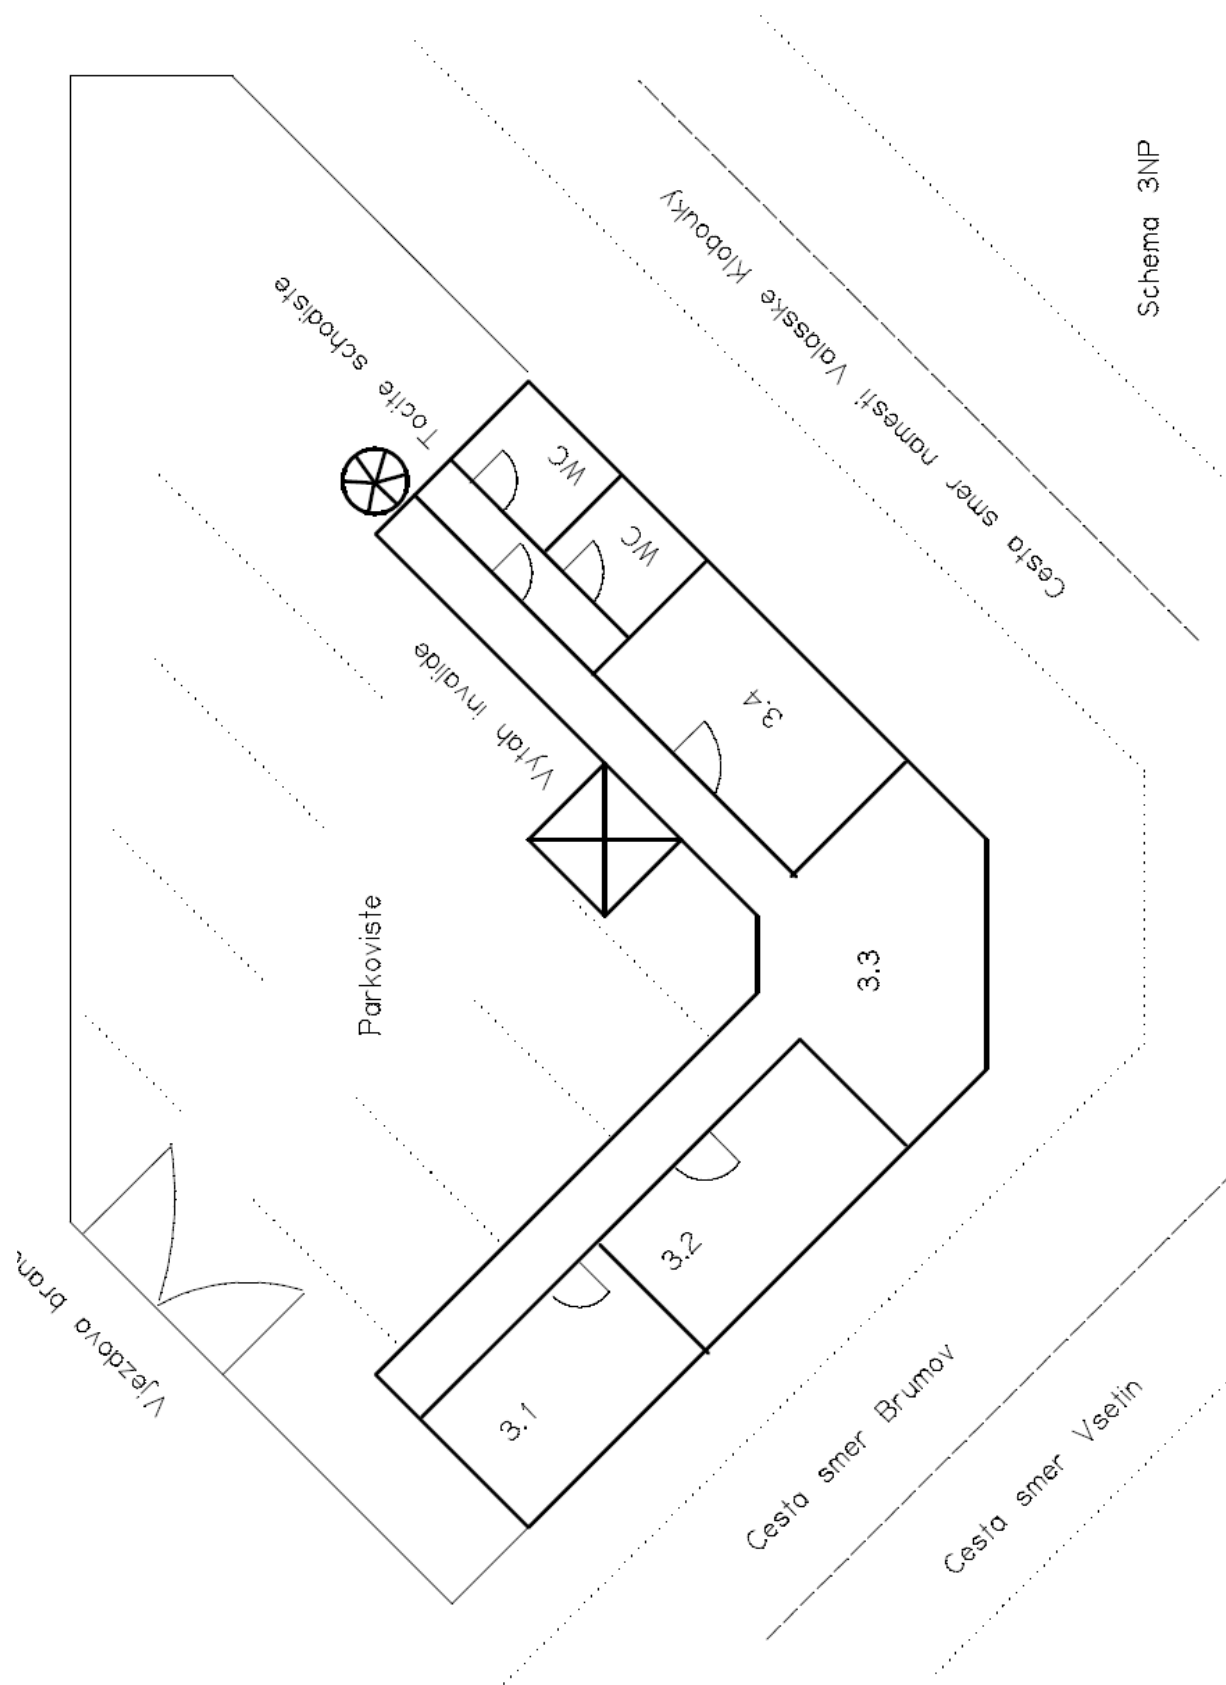 Schema 3NP
Cesta smer namesti Valasske Klobouky
Tocite schodiste
WC
WC
Vytah invalide
3.4
3.3
Parkoviste
3.2
3.1
Vjezdova
Cesta smer Brumov
Cesta smer Vsetin